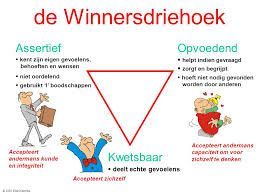 de Winnersdriehoek
Assertief
• kent zijn eigen gevoelens,
behoeften en wensen
• niet oordelend
• gebruikt 'I' boodschappen
Opvoedend
• helpt indien gevraagd
• zorgt en begrijpt
• hoeft niet nodig gevonden
worden door anderen
Accepteert
andermans kunde
en integriteit
Accepteert andermans
capaciteit om voor
zichzelf te denken
Kwetsbaar
• deelt echte gevoelens
Accepteert zichzelf